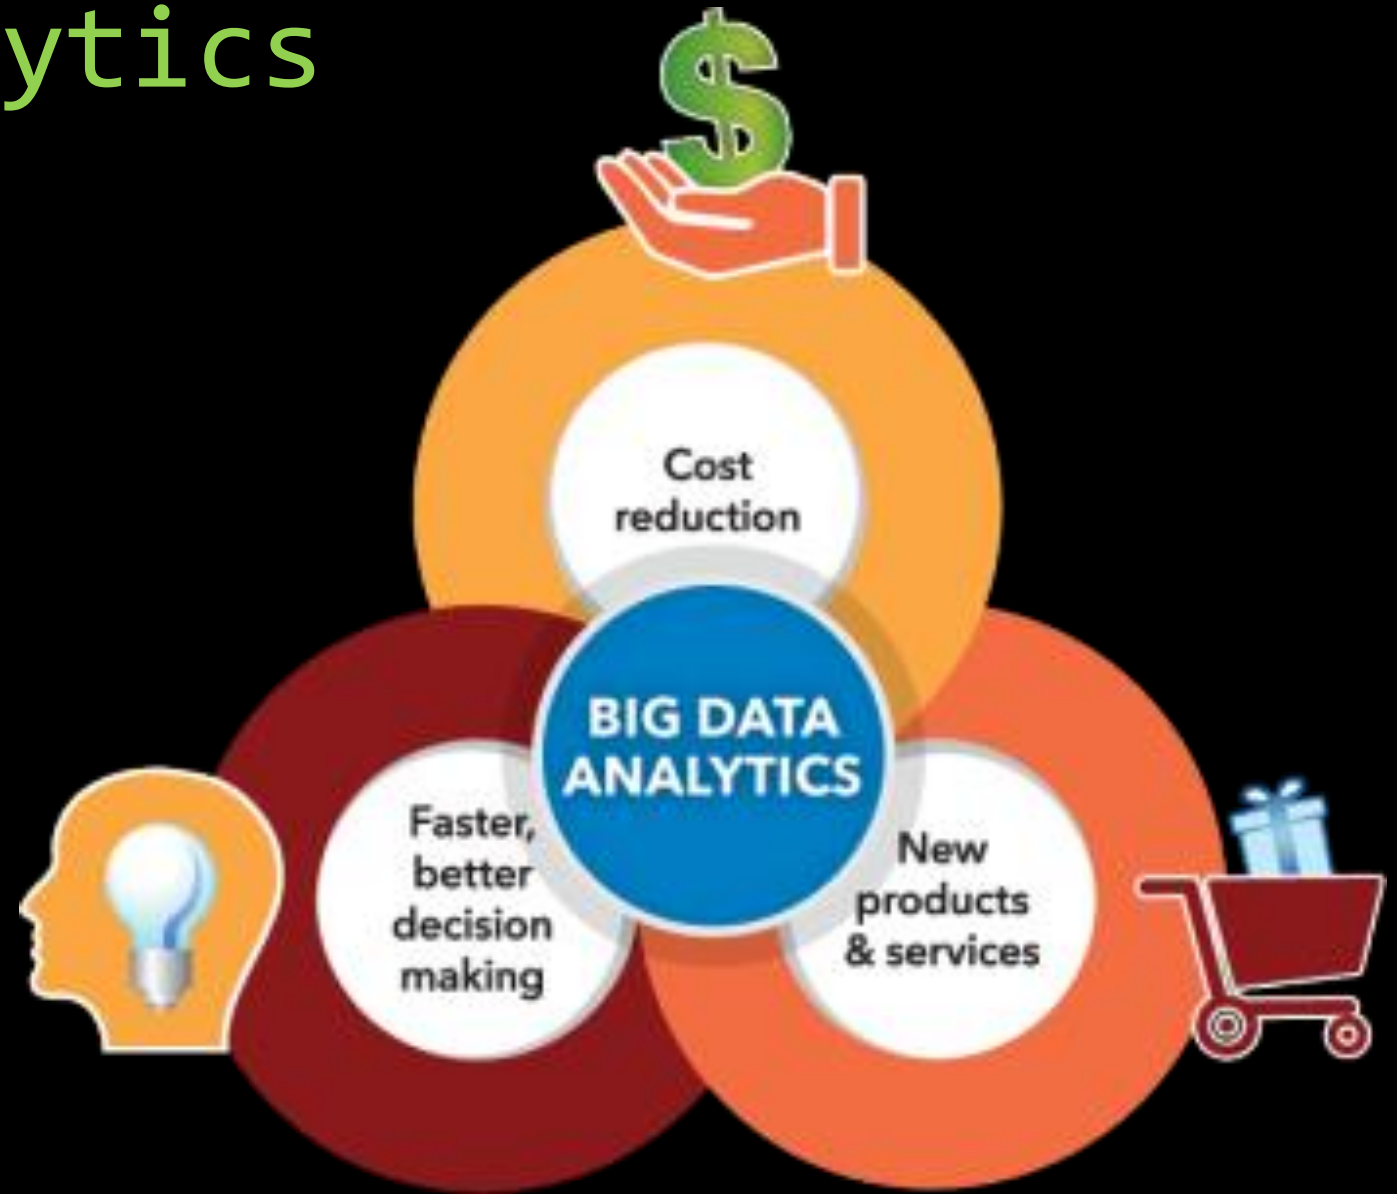 ytics
Cost
reduction
BIG DATA
ANALYTICS
Faster,
better
decision
making
New
products
& services